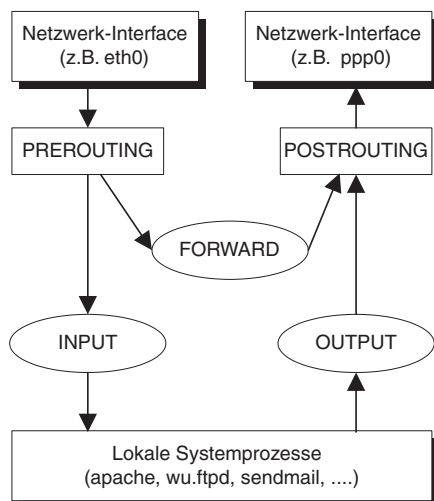 Netzwerk-Interface
(z.B. eth0)
Netzwerk-Interface
(z.B. ppp0)
PREROUTING
POSTROUTING
FORWARD
INPUT
OUTPUT
Lokale Systemprozesse
(apache, wu.ftpd, sendmail, ....)